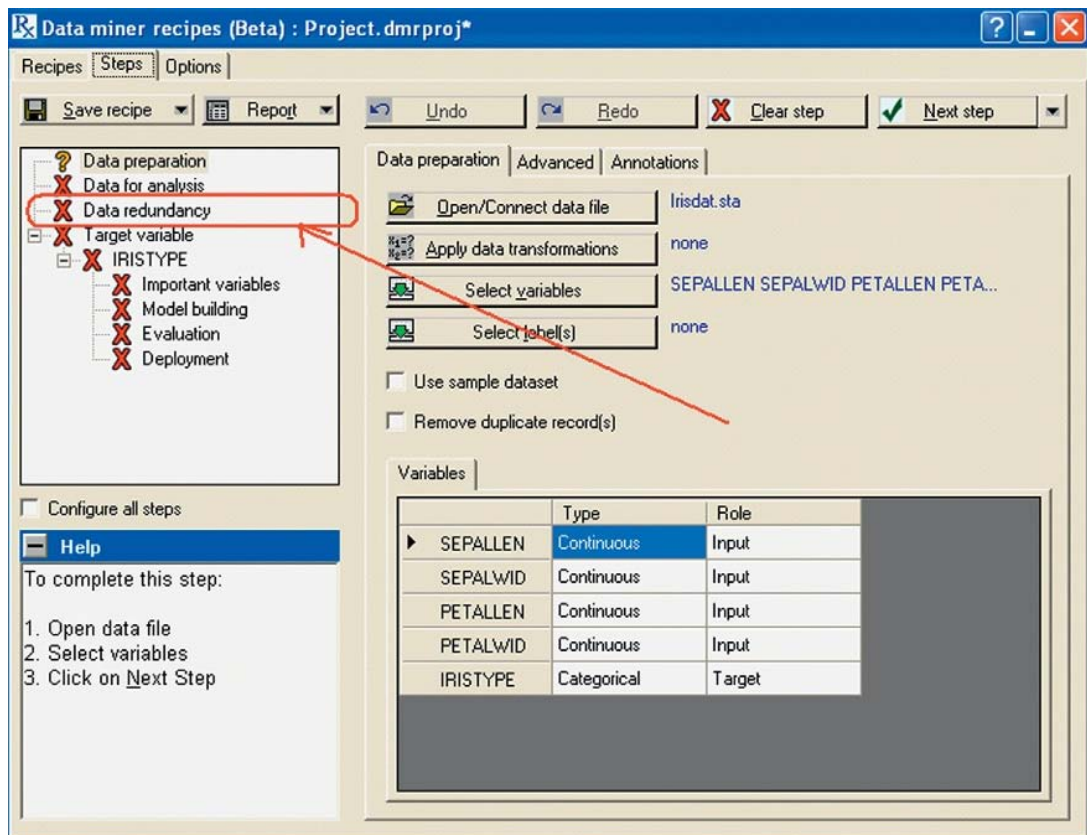 Data miner recipes (Beta) : Project.dmrproj*
Recipes Steps Options
Save recipe Report Undo Redo Clear step Next step
Data preparation
Data for analysis
Data redundancy
Target variable
IRISTYPE
Important variables
Model building
Evaluation
Deployment
Configure all steps
Help
To complete this step:
1. Open data file
2. Select variables
3. Click on Next Step
Data preparation Advanced Annotations
Open/Connect data file Irisdat.sta
Apply data transformations none
Select variables SEPALLEN SEPALWID PETALLEN PETA...
Select label(s) none
Use sample dataset
Remove duplicate record(s)
Variables
Type Role
SEPALLEN Continuous Input
SEPALWID Continuous Input
PETALLEN Continuous Input
PETALWID Continuous Input
IRISTYPE Categorical Target